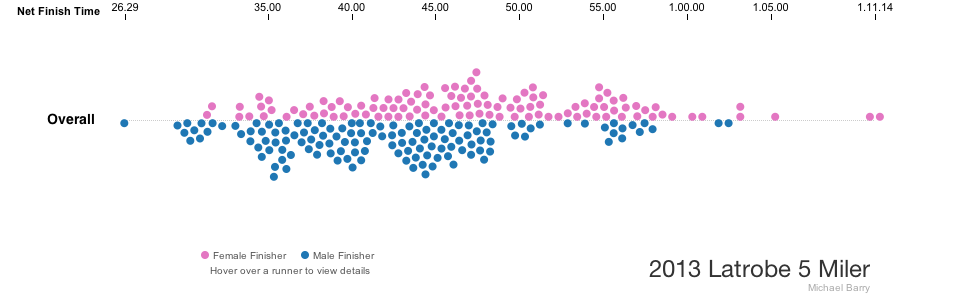 Net Finish Time 26.29 35.00 40.00 45.00 50.00 55.00 1.00.00 1.05.00 1.11.14
Overall
Female Finisher Male Finisher
Hover over a runner to view details
2013 Latrobe 5 Miler
Michael Barry